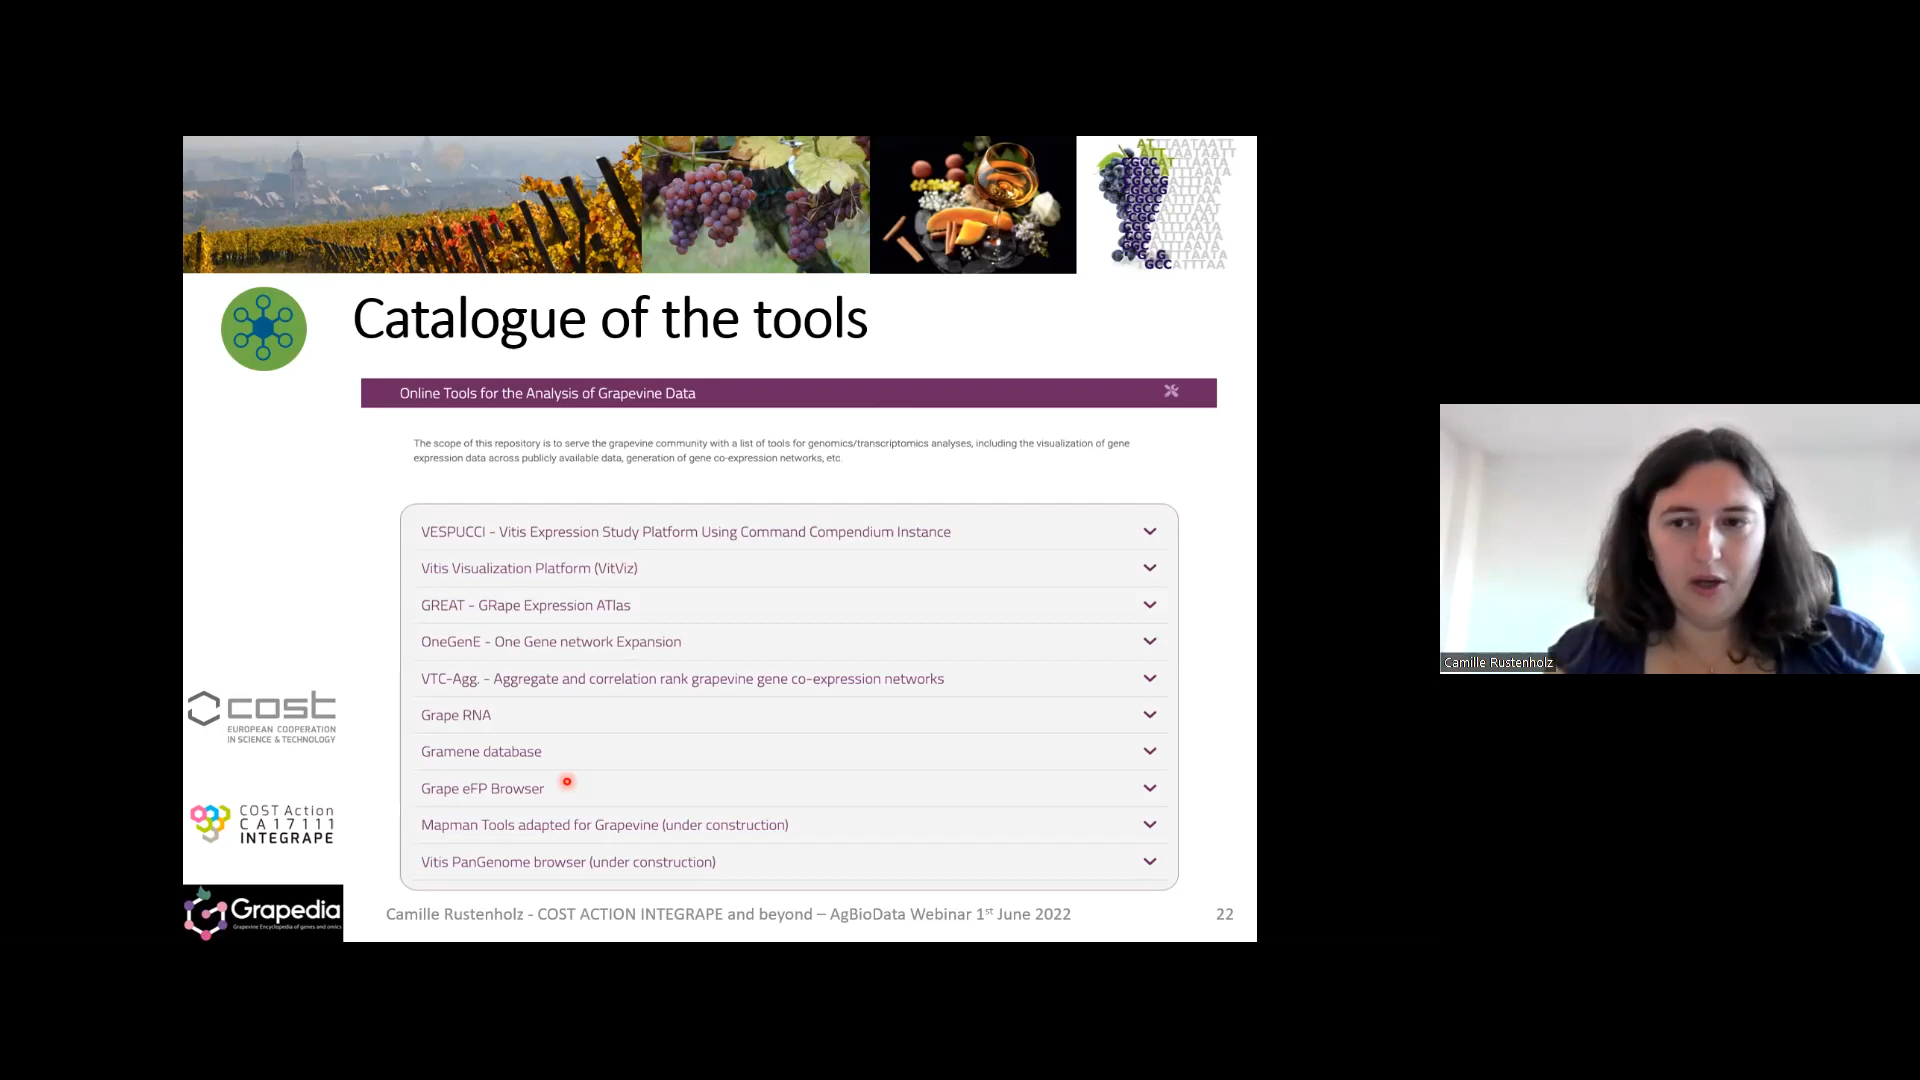 Catalogue of the tools
Online Tools for the Analysis of Grapevine Data
The scope of this repository is to serve the grapevine community with a list of tools for genomics/transcriptomics analyses, including the visualization of gene
expression data across publicly available data, generation of gene co-expression networks, etc.
VESPUCCI - Vitis Expression Study Platform Using Command Compendium Instance
Vitis Visualization Platform (VitViz)
GREAT - GRape Expression ATlas
OneGenE - One Gene network Expansion
VTC-Agg. - Aggregate and correlation rank grapevine gene co-expression networks
Grape RNA
Gramene database
Grape eFP Browser
Mapman Tools adapted for Grapevine (under construction)
Vitis PanGenome browser (under construction)
cost
EUROPEAN COOPERATION
IN SCIENCE & TECHNOLOGY
COST Action
CA17111
INTEGRAPE
Grapedia
Grapevine Encyclopedia of genes and omics
Camille Rustenholz - COST ACTION INTEGRAPE and beyond – AgBioData Webinar 1st June 2022
22
Camille Rustenholz